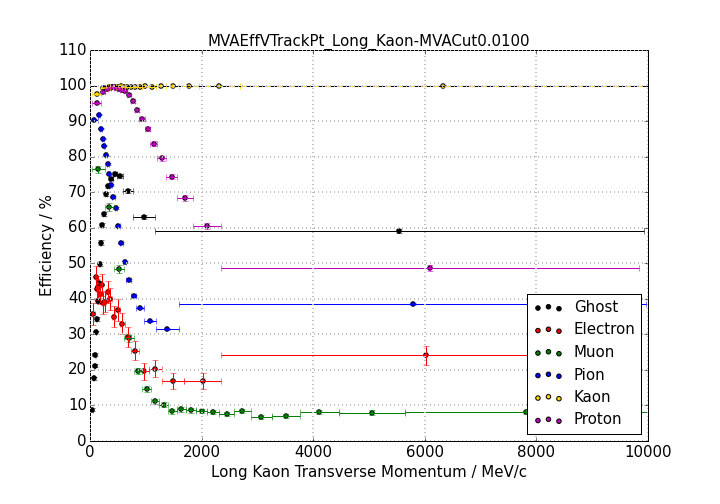 MVAEffVTrackPt_Long_Kaon-MVACut0.0100
110
100
90
80
70
60
50
40
30
20
10
0
Efficiency / %
Ghost
Electron
Muon
Pion
Kaon
Proton
0 2000 4000 6000 8000 10000
Long Kaon Transverse Momentum / MeV/c